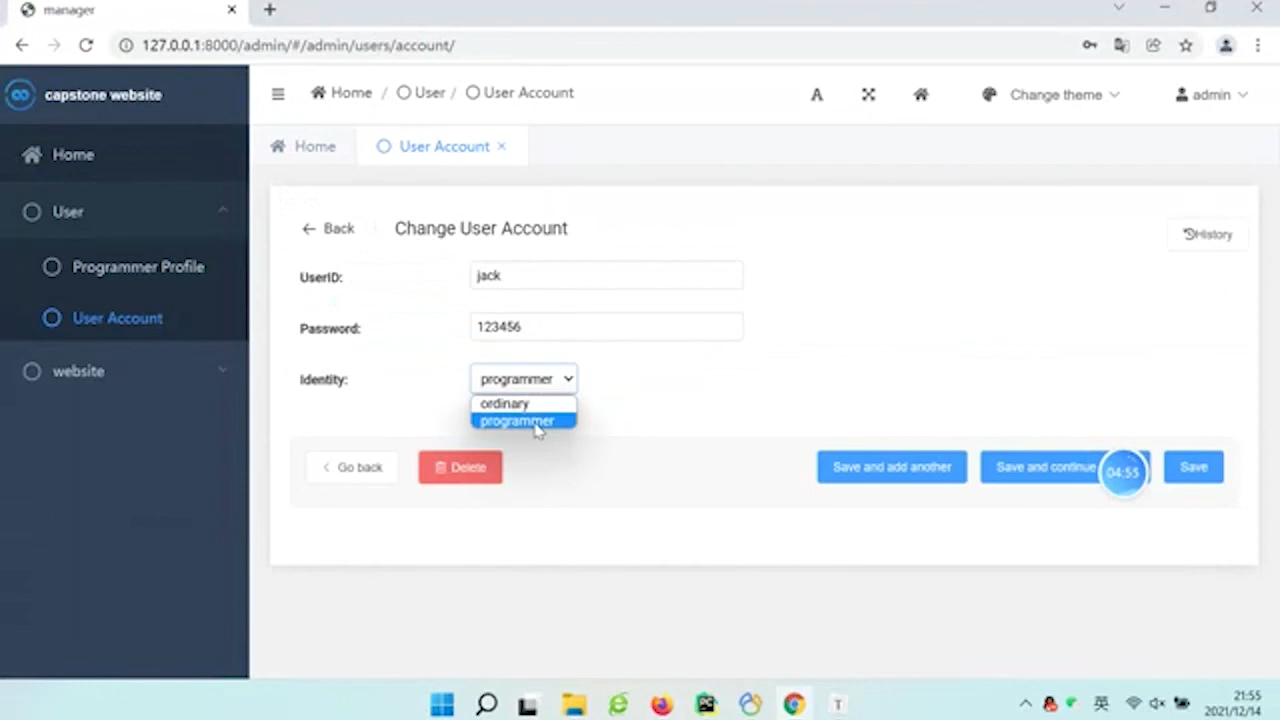 manager
127.0.0.1:8000/admin/#/admin/users/account/
capstone website
Home / User / User Account
A
Change theme
admin
Home
User Account
Home
User
Programmer Profile
User Account
website
Back
Change User Account
History
UserID:
jack
Password:
123456
Identity:
programmer
ordinary
programmer
Go back
Delete
Save and add another
Save and continue
04:55
Save
英
21:55
2021/12/14